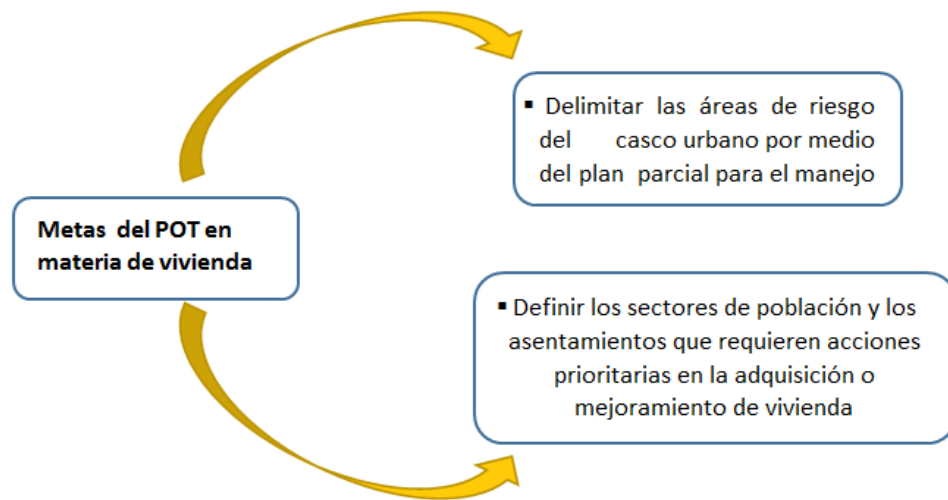 Metas del POT en
materia de vivienda
▪ Delimitar las áreas de riesgo
del casco urbano por medio
del plan parcial para el manejo
▪ Definir los sectores de población y los
asentamientos que requieren acciones
prioritarias en la adquisición o
mejoramiento de vivienda